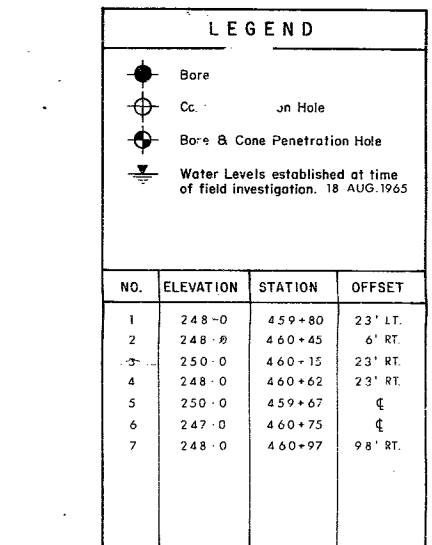 LEGEND
Bore
Hole
Bore & Cone Penetration Hole
Water Levels established at time
of field investigation. 18 AUG. 1965
NO. ELEVATION STATION OFFSET
1 248-0 459+80 23' LT.
2 248.0 460+45 6' RT.
3 250.0 460+15 23' RT.
4 248.0 460+62 23' RT.
5 250.0 459+67 ℄
6 247.0 460+75 ℄
7 248.0 460+97 98' RT.